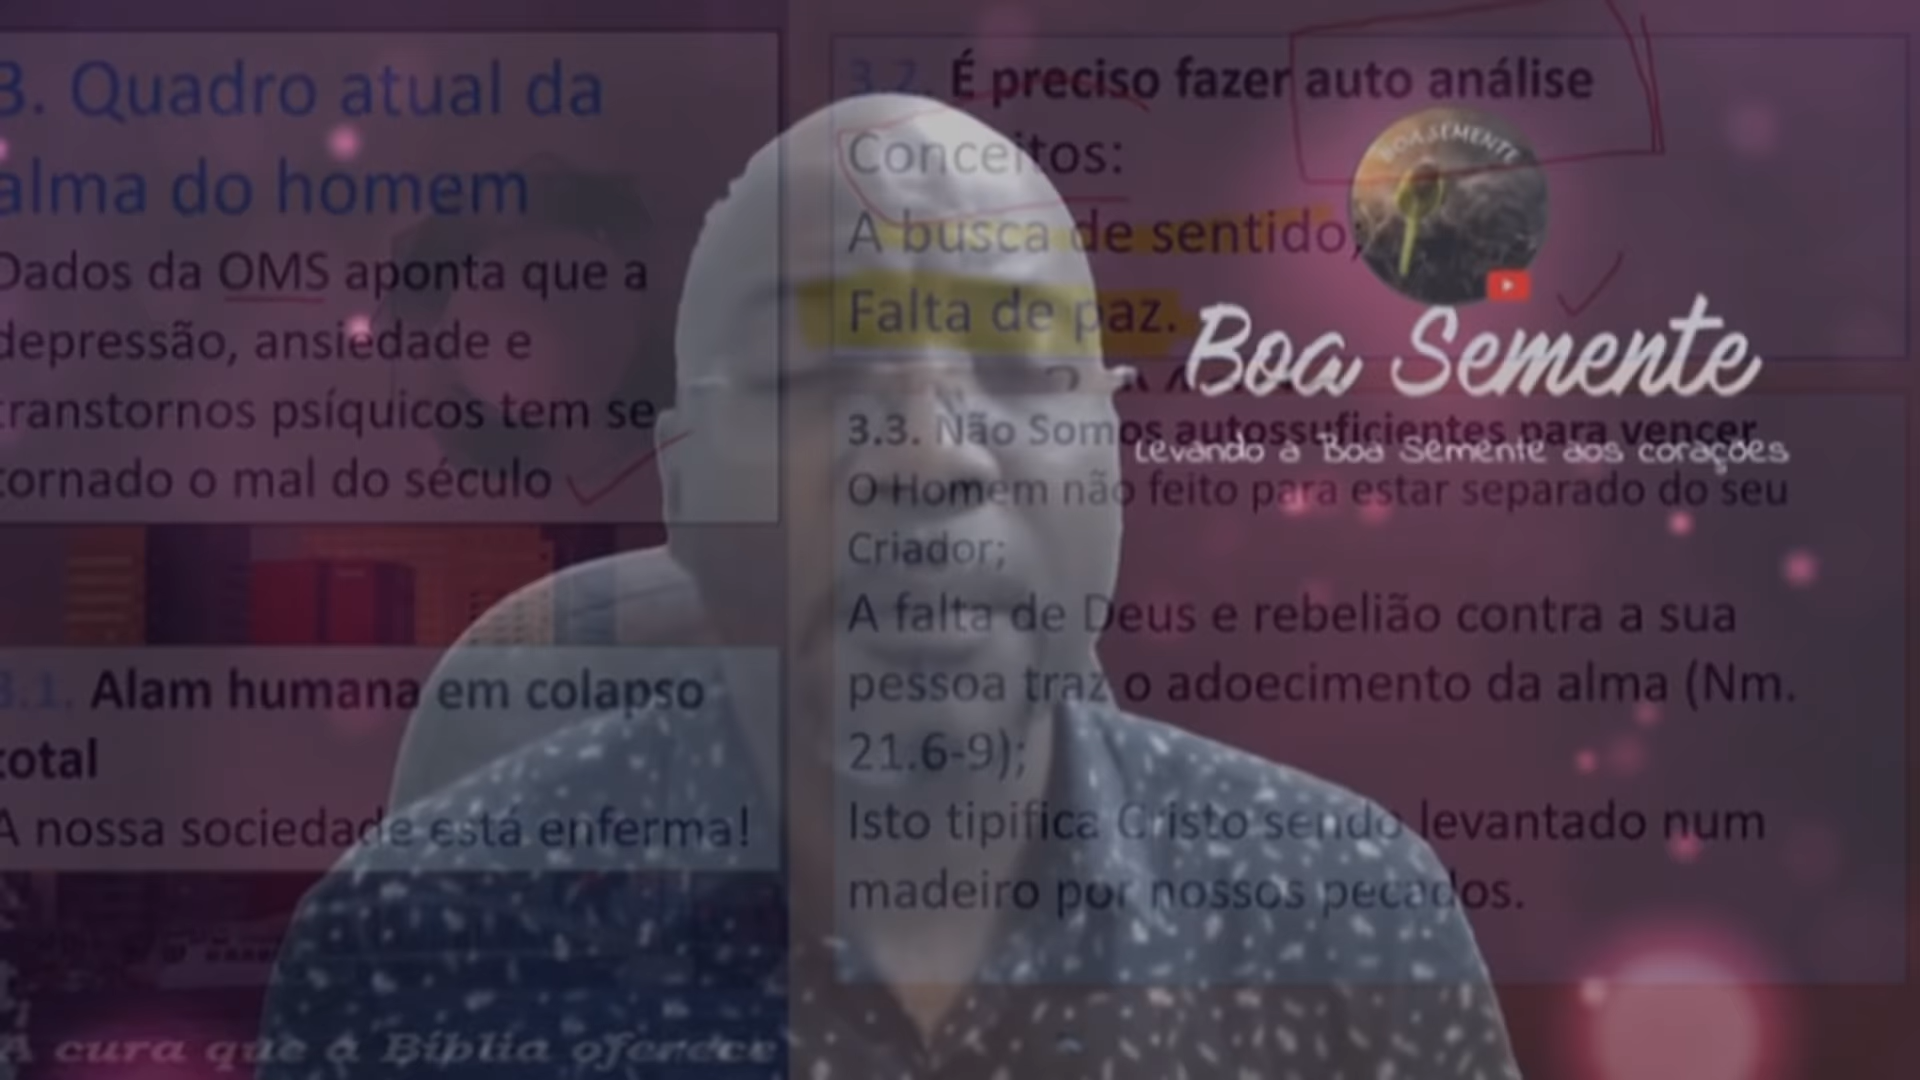 3. Quadro atual da
alma do homem
Dados da OMS aponta que a
depressão, ansiedade e
transtornos psíquicos tem se
tornado o mal do século
3.1. Alam humana em colapso
total
A nossa sociedade está enferma!
A cura que a Bíblia oferece
3.2. É preciso fazer auto análise
Conceitos:
A busca de sentido;
Falta de paz.
BOA SEMENTE
Boa Semente
Levando a Boa Semente aos corações
3.3. Não Somos autossuficientes para vencer
O Homem não feito para estar separado do seu
Criador;
A falta de Deus e rebelião contra a sua
pessoa traz o adoecimento da alma (Nm.
21.6-9);
Isto tipifica Cristo sendo levantado num
madeiro por nossos pecados.